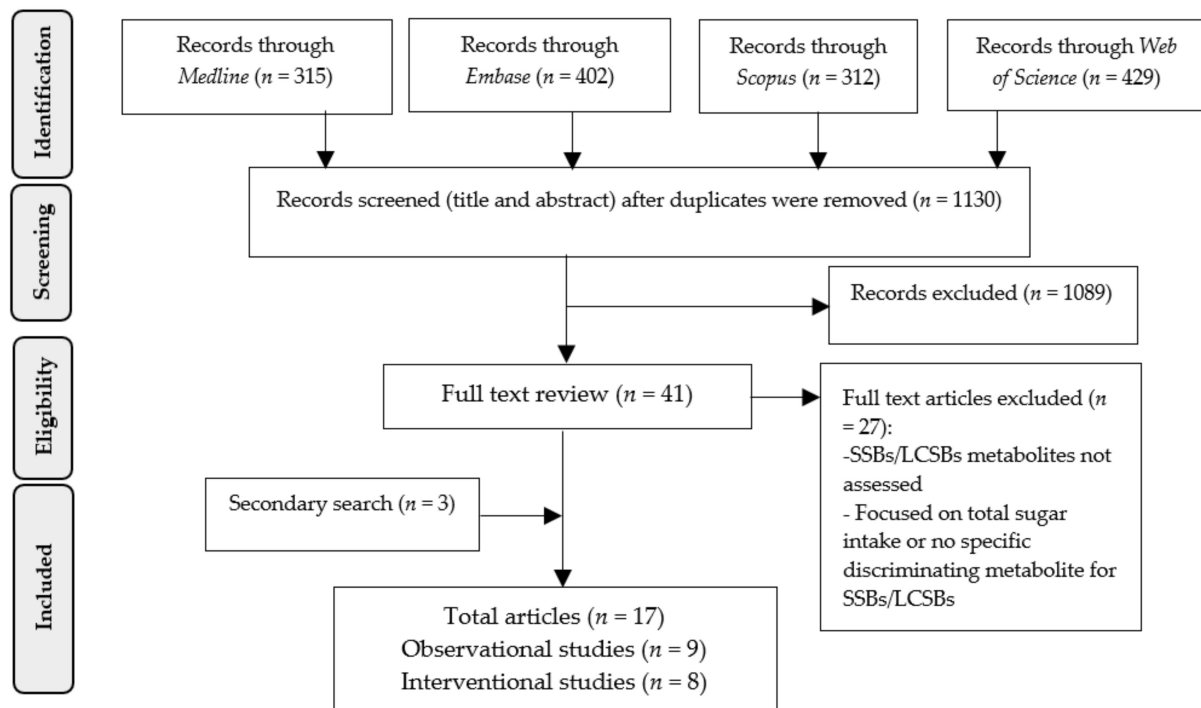 Identification
Records through
Medline (n = 315)
Records through
Embase (n = 402)
Records through
Scopus (n = 312)
Records through Web
of Science (n = 429)
Screening
Records screened (title and abstract) after duplicates were removed (n = 1130)
Records excluded (n = 1089)
Eligibility
Full text review (n = 41)
Full text articles excluded (n
= 27):
-SSBs/LCSBs metabolites not
assessed
- Focused on total sugar
intake or no specific
discriminating metabolite for
SSBs/LCSBs
Included
Secondary search (n = 3)
Total articles (n = 17)
Observational studies (n = 9)
Interventional studies (n = 8)